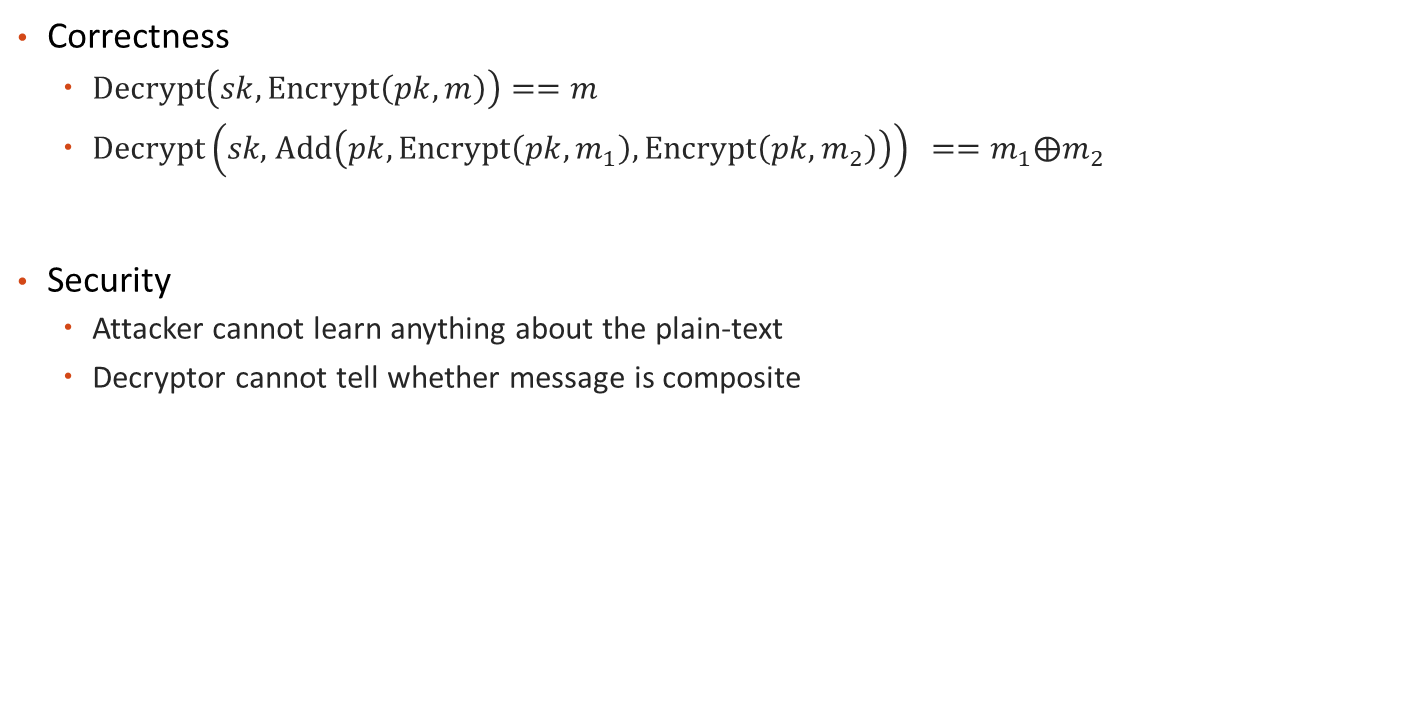 • Correctness
• Decrypt(sk, Encrypt(pk, m)) == m
• Decrypt(sk, Add(pk, Encrypt(pk, m₁), Encrypt(pk, m₂))) == m₁⊕m₂
• Security
• Attacker cannot learn anything about the plain-text
• Decryptor cannot tell whether message is composite